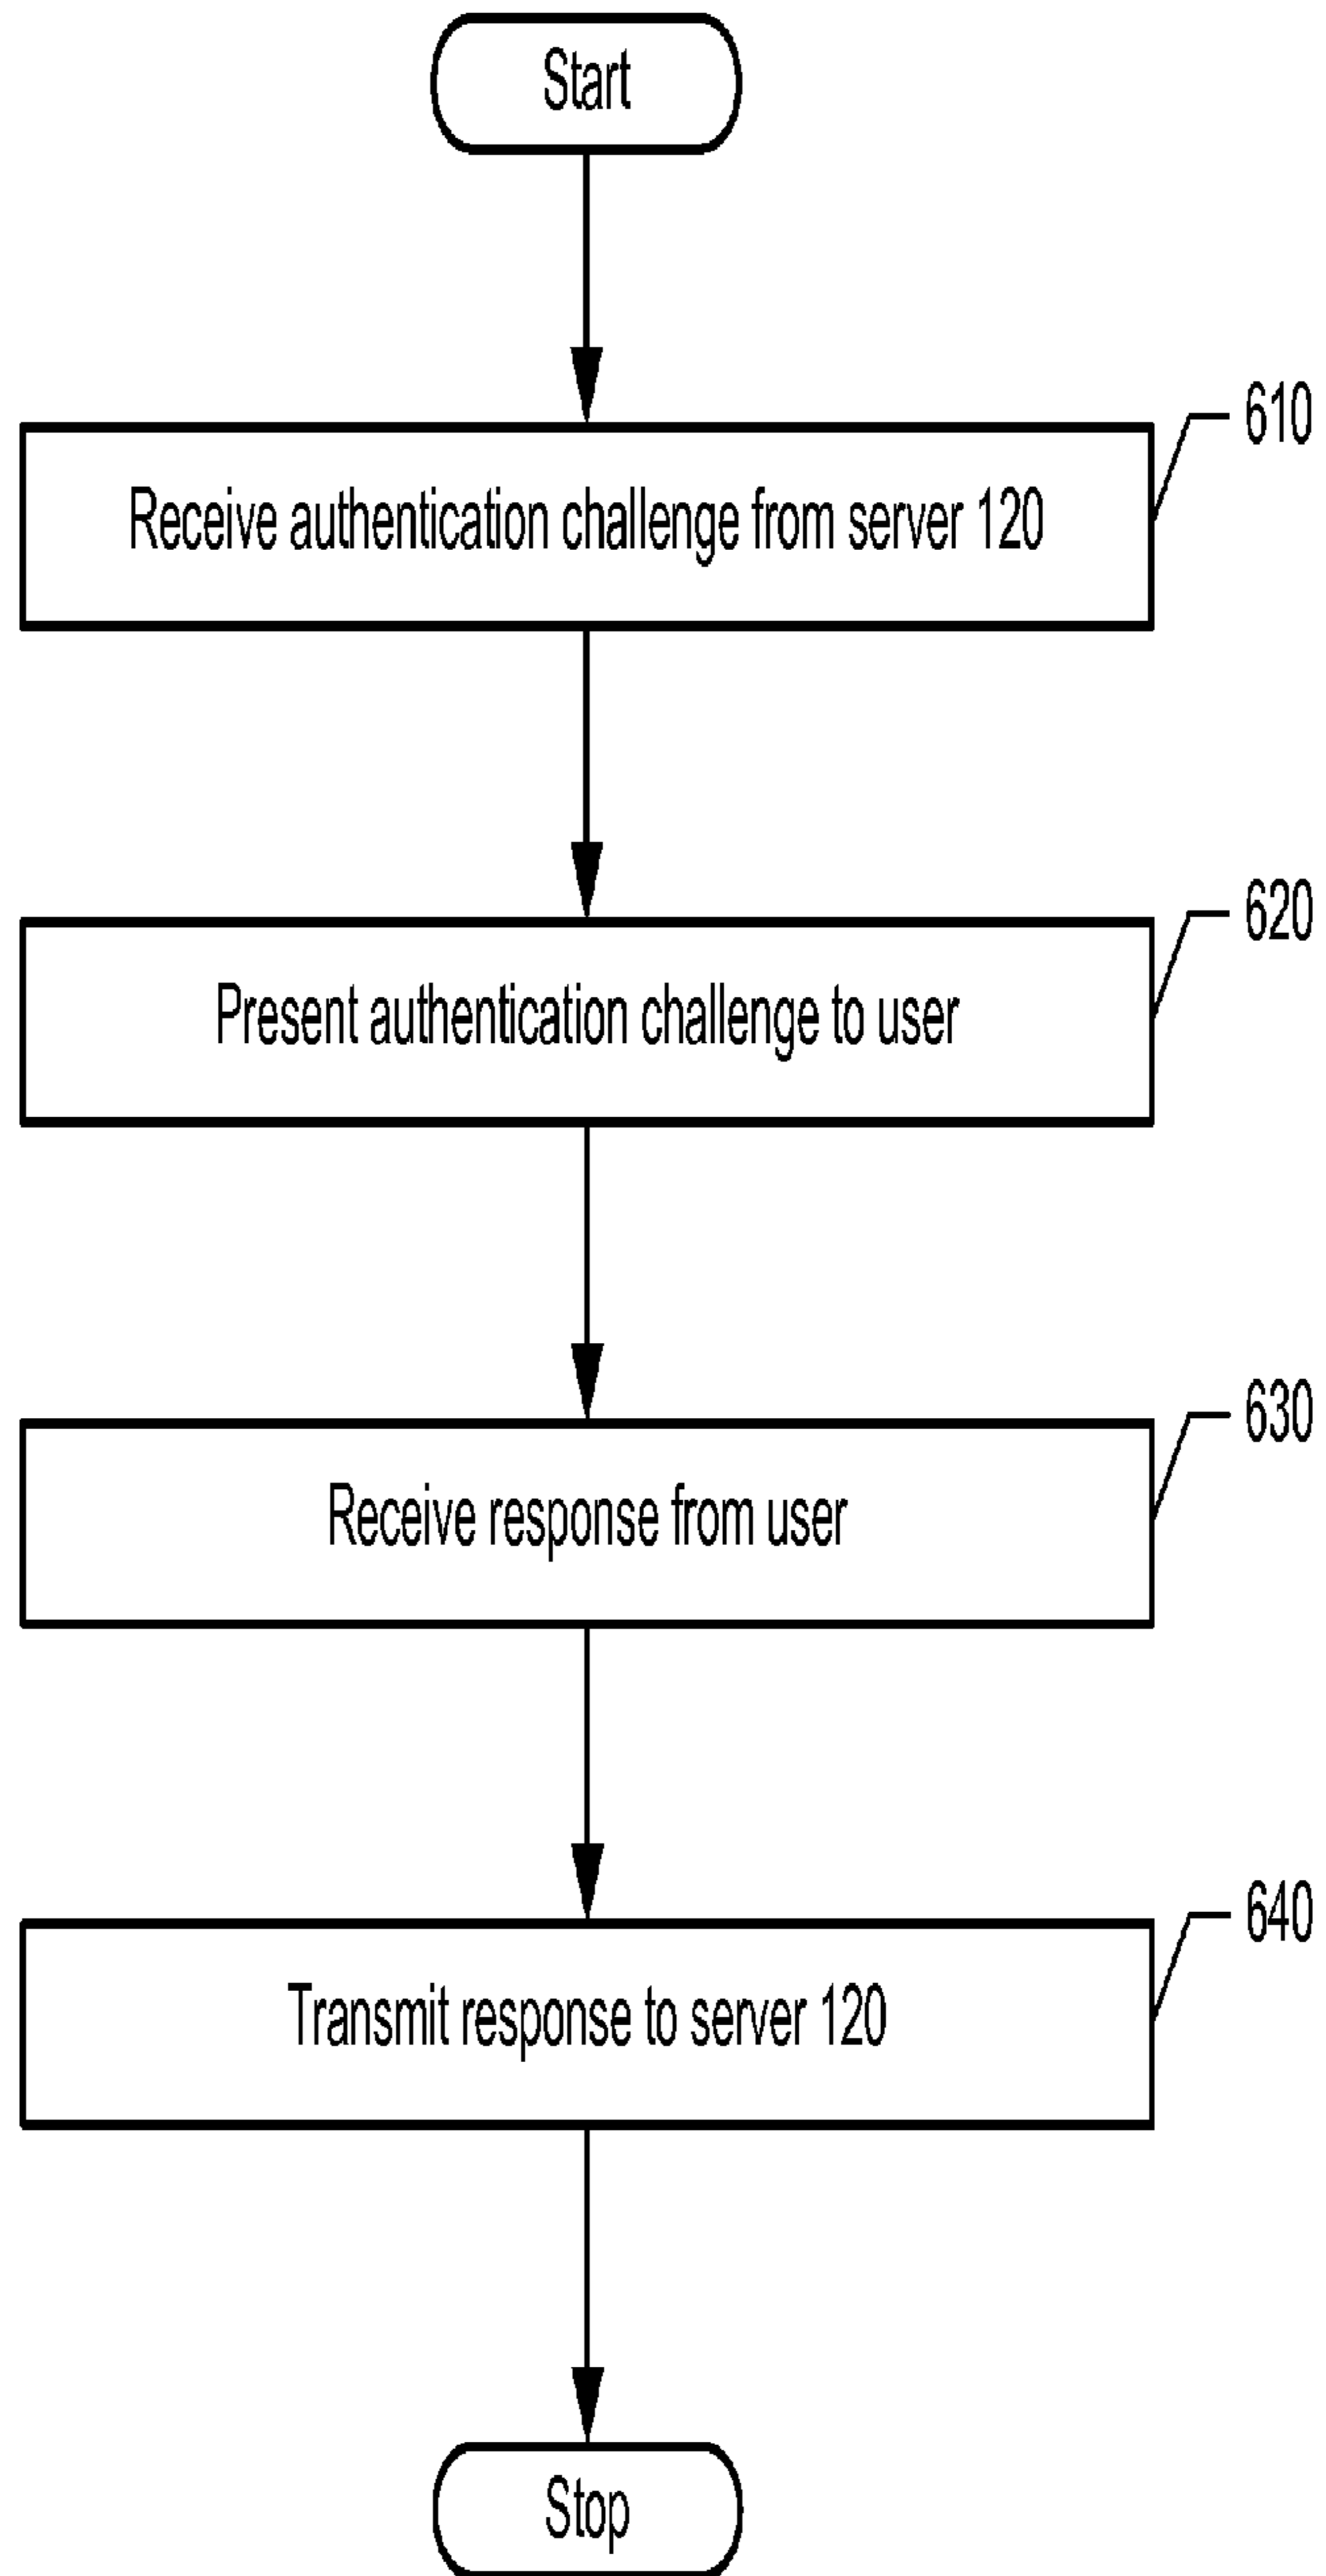 Start
610
Receive authentication challenge from server 120
620
Present authentication challenge to user
630
Receive response from user
640
Transmit response to server 120
Stop